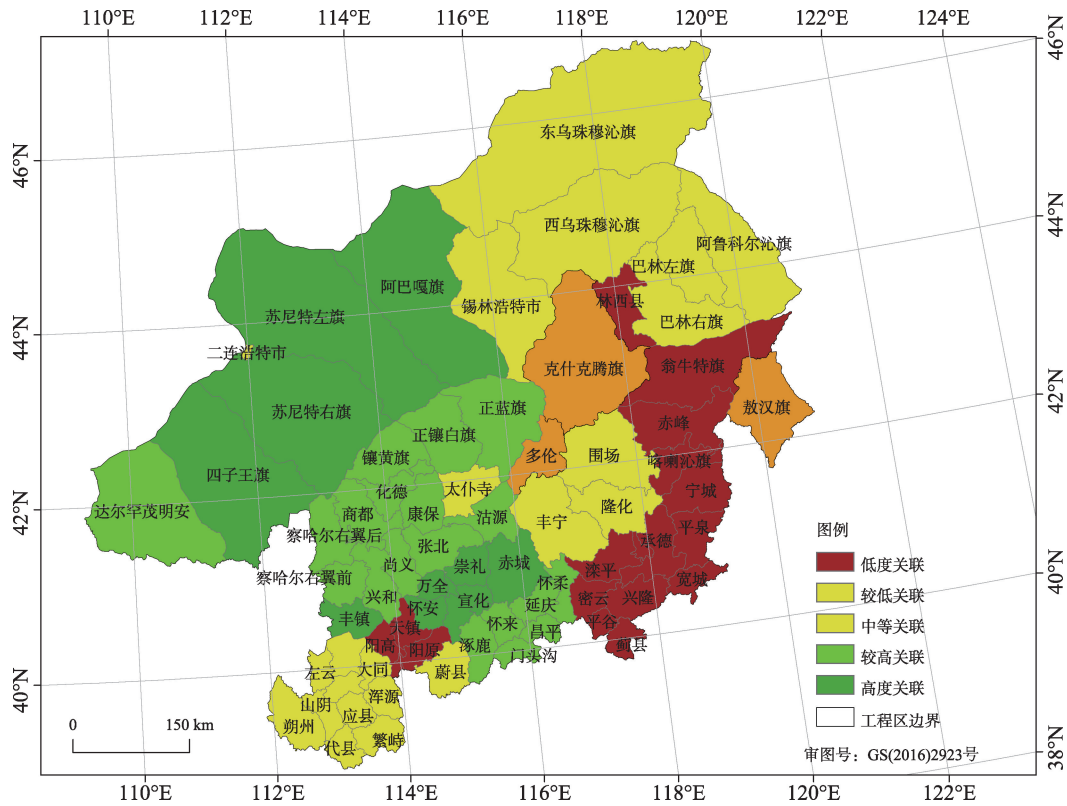 110°E 112°E 114°E 116°E 118°E 120°E 122°E 124°E
46°N
44°N
42°N
40°N
46°N
44°N
42°N
40°N
38°N
东乌珠穆沁旗
西乌珠穆沁旗
阿鲁科尔沁旗
巴林左旗
阿巴嘎旗
锡林浩特市
林西县
苏尼特左旗
巴林右旗
二连浩特市
克什克腾旗
翁牛特旗
苏尼特右旗
正蓝旗
敖汉旗
赤峰
正镶白旗
镶黄旗
多伦
围场
喀喇沁旗
四子王旗
化德
太仆寺
宁城
达尔罕茂明安
商都
康保
沽源
隆化
丰宁
平泉
察哈尔右翼后
张北
承德
尚义
崇礼
赤城
滦平
察哈尔右翼前
万全
怀柔
宽城
兴和
怀安
宣化
延庆
密云
兴隆
丰镇
天镇
怀来
昌平
平谷
阳高
阳原
涿鹿
门头沟
蓟县
左云
大同
蔚县
浑源
山阴
应县
朔州
代县
繁峙
图例
低度关联
较低关联
中等关联
较高关联
高度关联
工程区边界
0 150 km
审图号：GS(2016)2923号
110°E 112°E 114°E 116°E 118°E 120°E 122°E